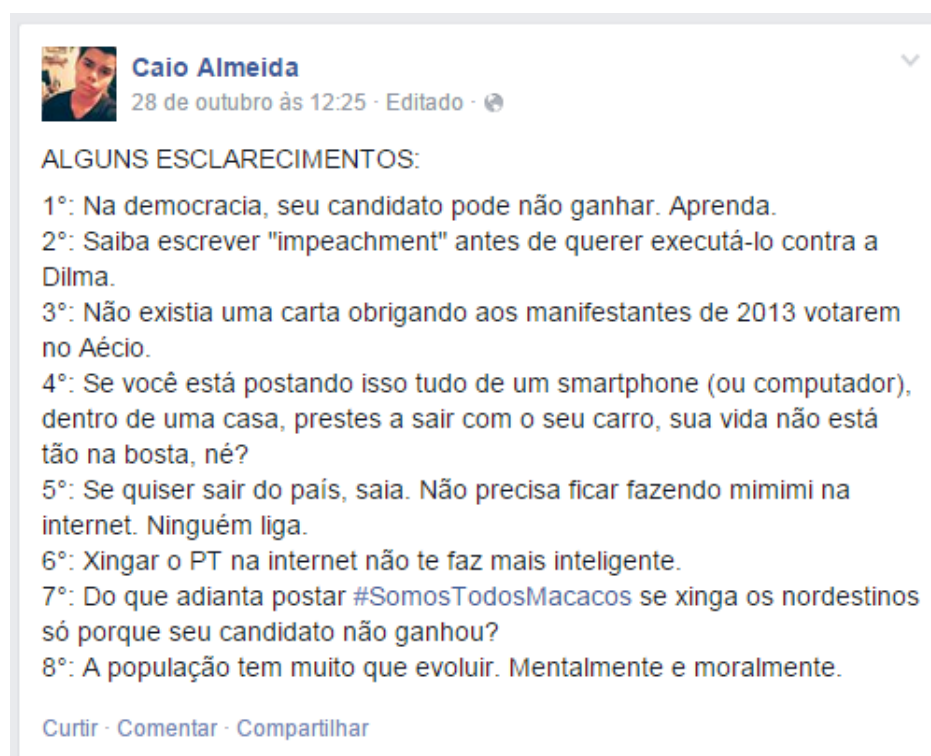 Caio Almeida
28 de outubro às 12:25 · Editado ·
ALGUNS ESCLARECIMENTOS:
1°: Na democracia, seu candidato pode não ganhar. Aprenda.
2°: Saiba escrever "impeachment" antes de querer executá-lo contra a
Dilma.
3°: Não existia uma carta obrigando aos manifestantes de 2013 votarem
no Aécio.
4°: Se você está postando isso tudo de um smartphone (ou computador),
dentro de uma casa, prestes a sair com o seu carro, sua vida não está
tão na bosta, né?
5°: Se quiser sair do país, saia. Não precisa ficar fazendo mimimi na
internet. Ninguém liga.
6°: Xingar o PT na internet não te faz mais inteligente.
7°: Do que adianta postar #SomosTodosMacacos se xinga os nordestinos
só porque seu candidato não ganhou?
8°: A população tem muito que evoluir. Mentalmente e moralmente.
Curtir · Comentar · Compartilhar